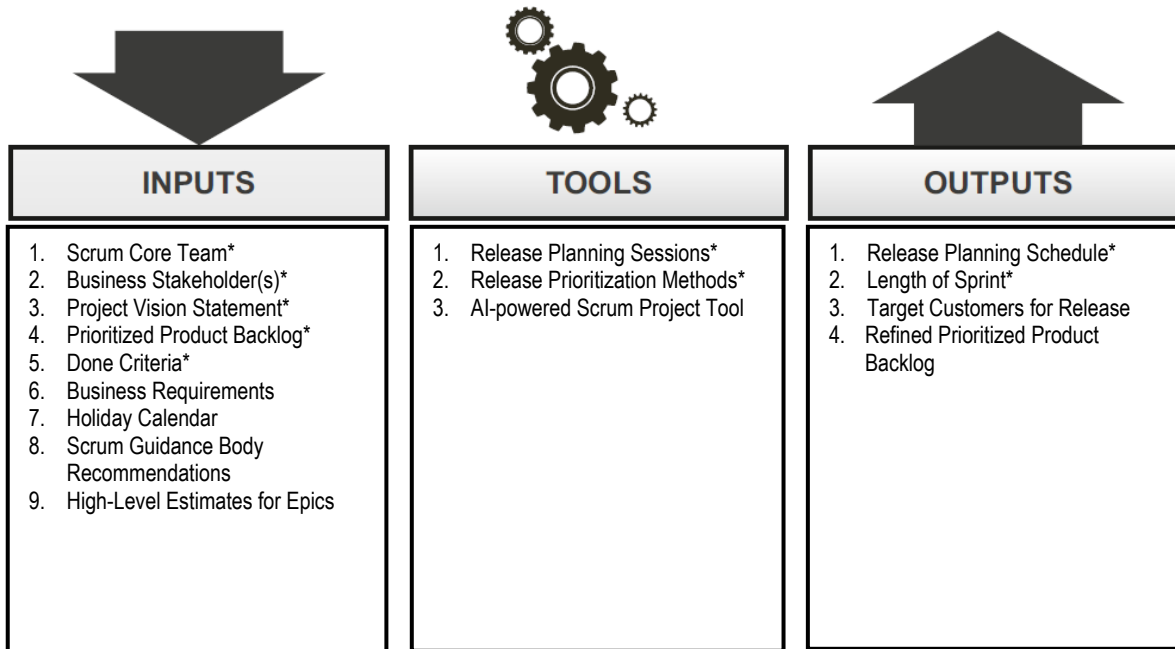 INPUTS
1. Scrum Core Team*
2. Business Stakeholder(s)*
3. Project Vision Statement*
4. Prioritized Product Backlog*
5. Done Criteria*
6. Business Requirements
7. Holiday Calendar
8. Scrum Guidance Body
Recommendations
9. High-Level Estimates for Epics
TOOLS
1. Release Planning Sessions*
2. Release Prioritization Methods*
3. AI-powered Scrum Project Tool
OUTPUTS
1. Release Planning Schedule*
2. Length of Sprint*
3. Target Customers for Release
4. Refined Prioritized Product
Backlog